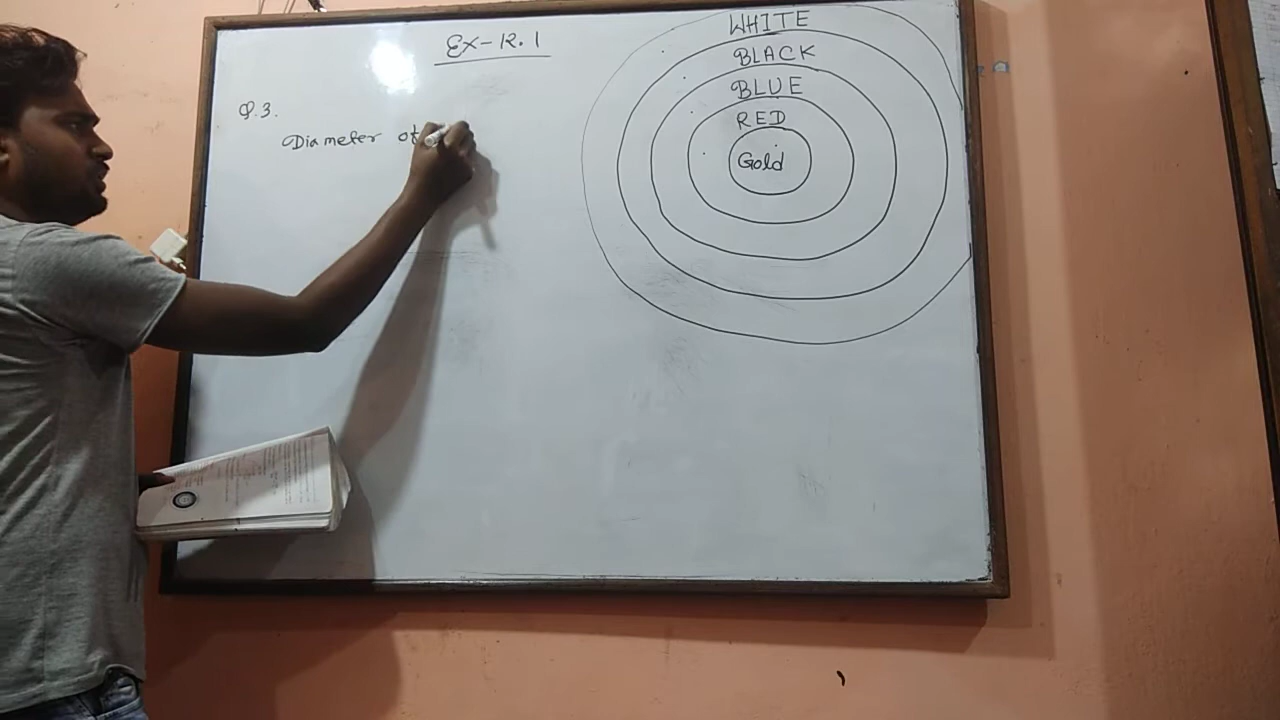 Ex-12.1
Q.3.
Diameter of
WHITE
BLACK
BLUE
RED
Gold